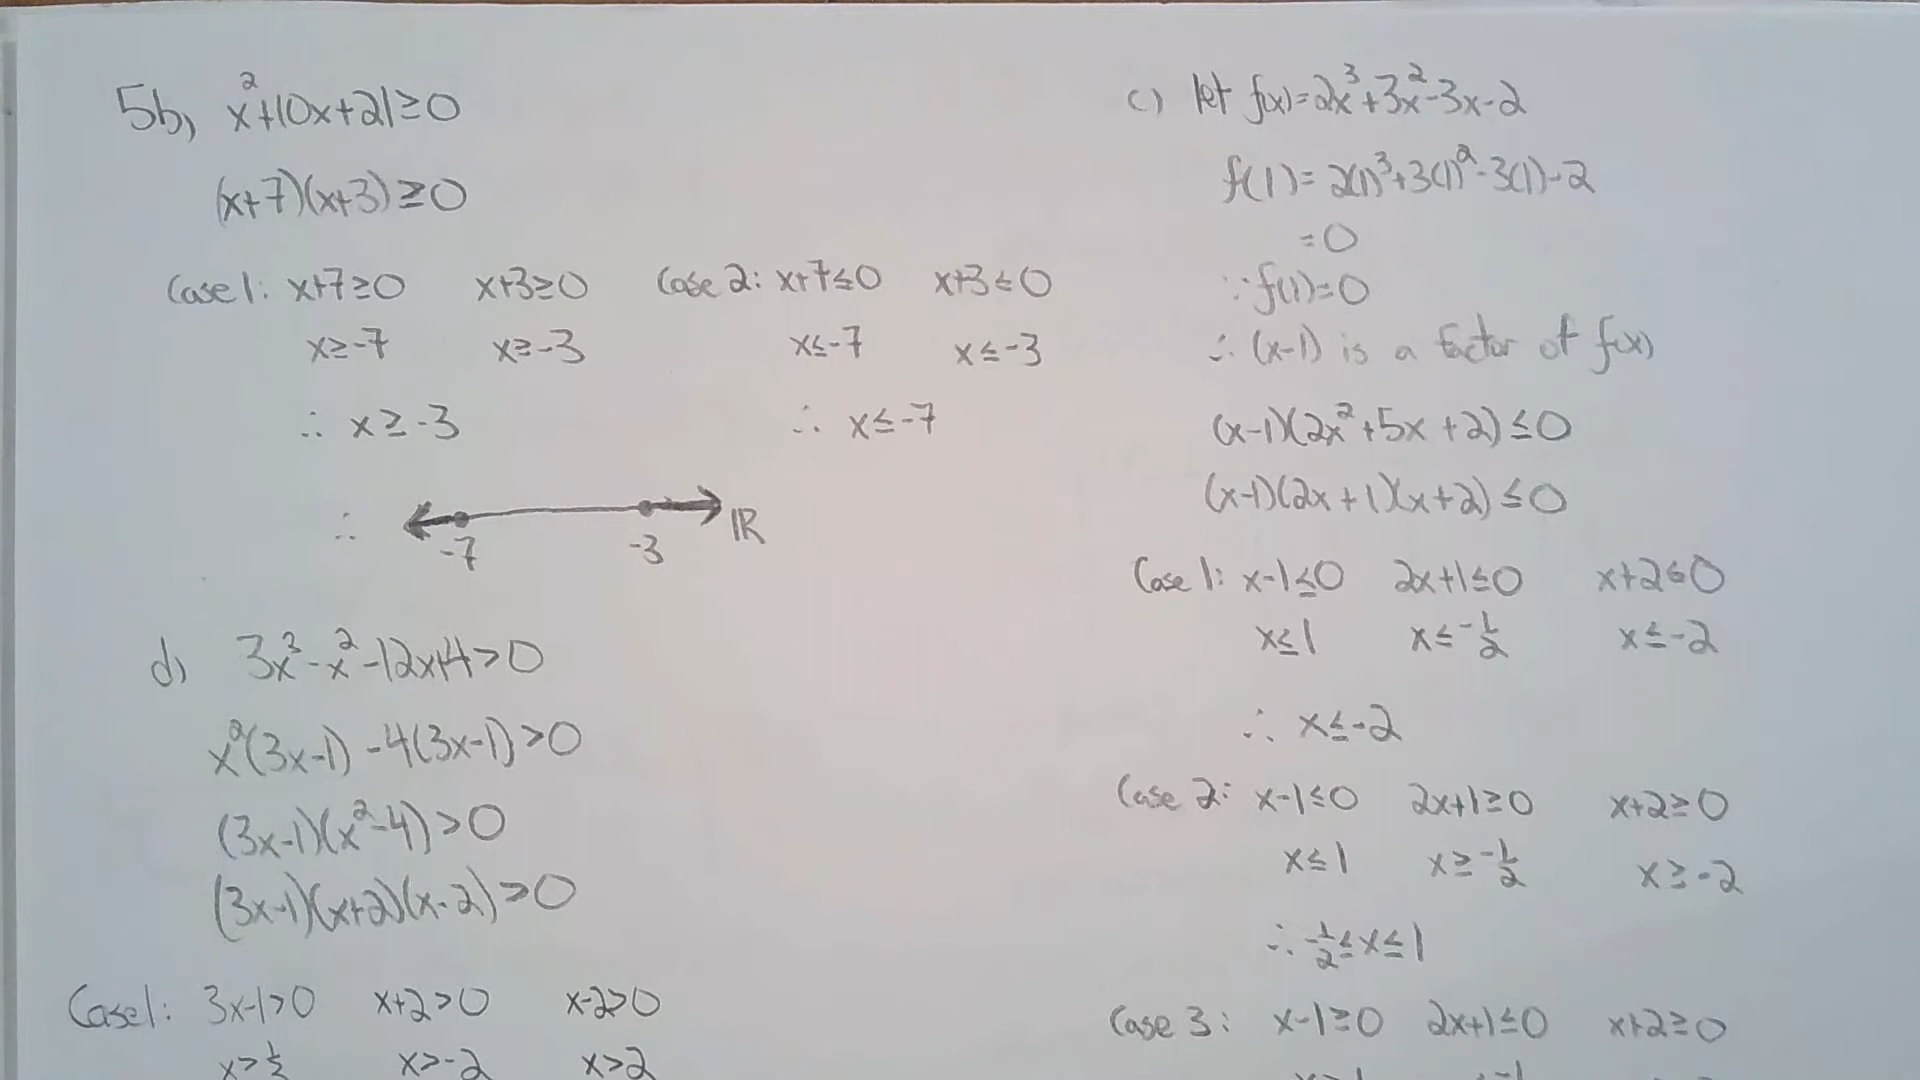 5b) x²+10x+21≥0
(x+7)(x+3)≥0
Case 1: x+7≥0 x+3≥0 Case 2: x+7≤0 x+3≤0
x≥-7 x≥-3 x≤-7 x≤-3
∴ x≥-3 ∴ x≤-7
∴ -7 -3 ℝ
d) 3x³-x²-12x+4>0
x²(3x-1)-4(3x-1)>0
(3x-1)(x²-4)>0
(3x-1)(x+2)(x-2)>0
Case 1: 3x-1>0 x+2>0 x-2>0
x>-2 x>2
c) let f(x)=2x³+3x²-3x-2
f(1)=2(1)³+3(1)²-3(1)-2
=0
∵ f(1)=0
∴ (x-1) is a factor of f(x)
(x-1)(2x²+5x+2)≤0
(x-1)(2x+1)(x+2)≤0
Case 1: x-1≤0 2x+1≤0 x+2≤0
x≤1 x≤-1/2 x≤-2
∴ x≤-2
Case 2: x-1≤0 2x+1≥0 x+2≥0
x≤1 x≥-1/2 x≥-2
∴ -1/2≤x≤1
Case 3: x-1≥0 2x+1≤0 x+2≥0